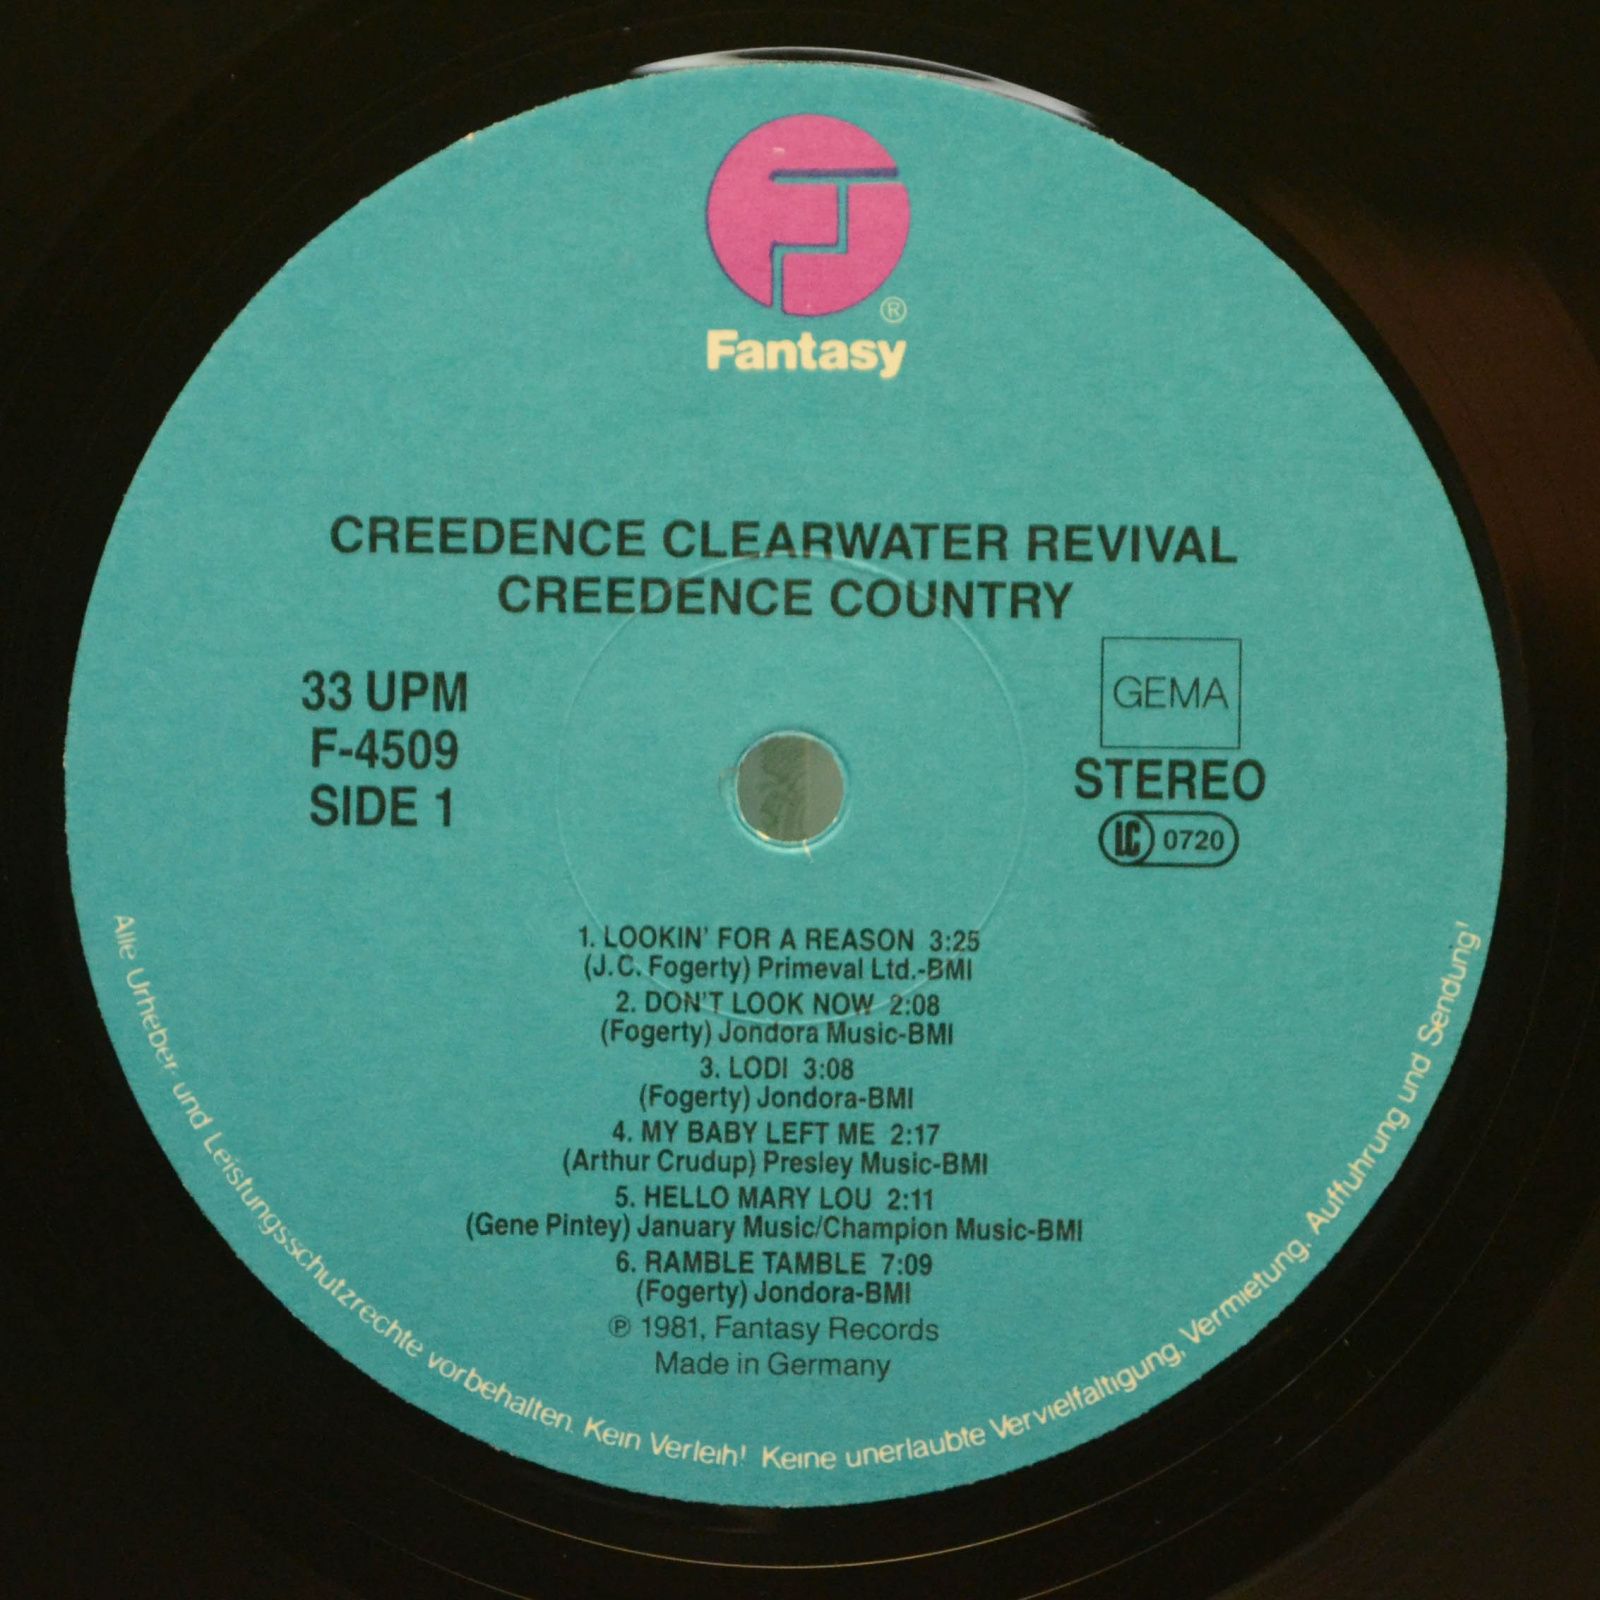 ®
Fantasy
CREEDENCE CLEARWATER REVIVAL
CREEDENCE COUNTRY
33 UPM
F-4509
SIDE 1
GEMA
STEREO
LC 0720
1. LOOKIN' FOR A REASON 3:25
(J.C. Fogerty) Primeval Ltd.-BMI
2. DON'T LOOK NOW 2:08
(Fogerty) Jondora Music-BMI
3. LODI 3:08
(Fogerty) Jondora-BMI
4. MY BABY LEFT ME 2:17
(Arthur Crudup) Presley Music-BMI
5. HELLO MARY LOU 2:11
(Gene Pintey) January Music/Champion Music-BMI
6. RAMBLE TAMBLE 7:09
(Fogerty) Jondora-BMI
℗ 1981, Fantasy Records
Made in Germany
Alle Urheber- und Leistungsschutzrechte vorbehalten. Kein Verleih! Keine unerlaubte Vervielfältigung, Vermietung. Aufführung und Sendung!